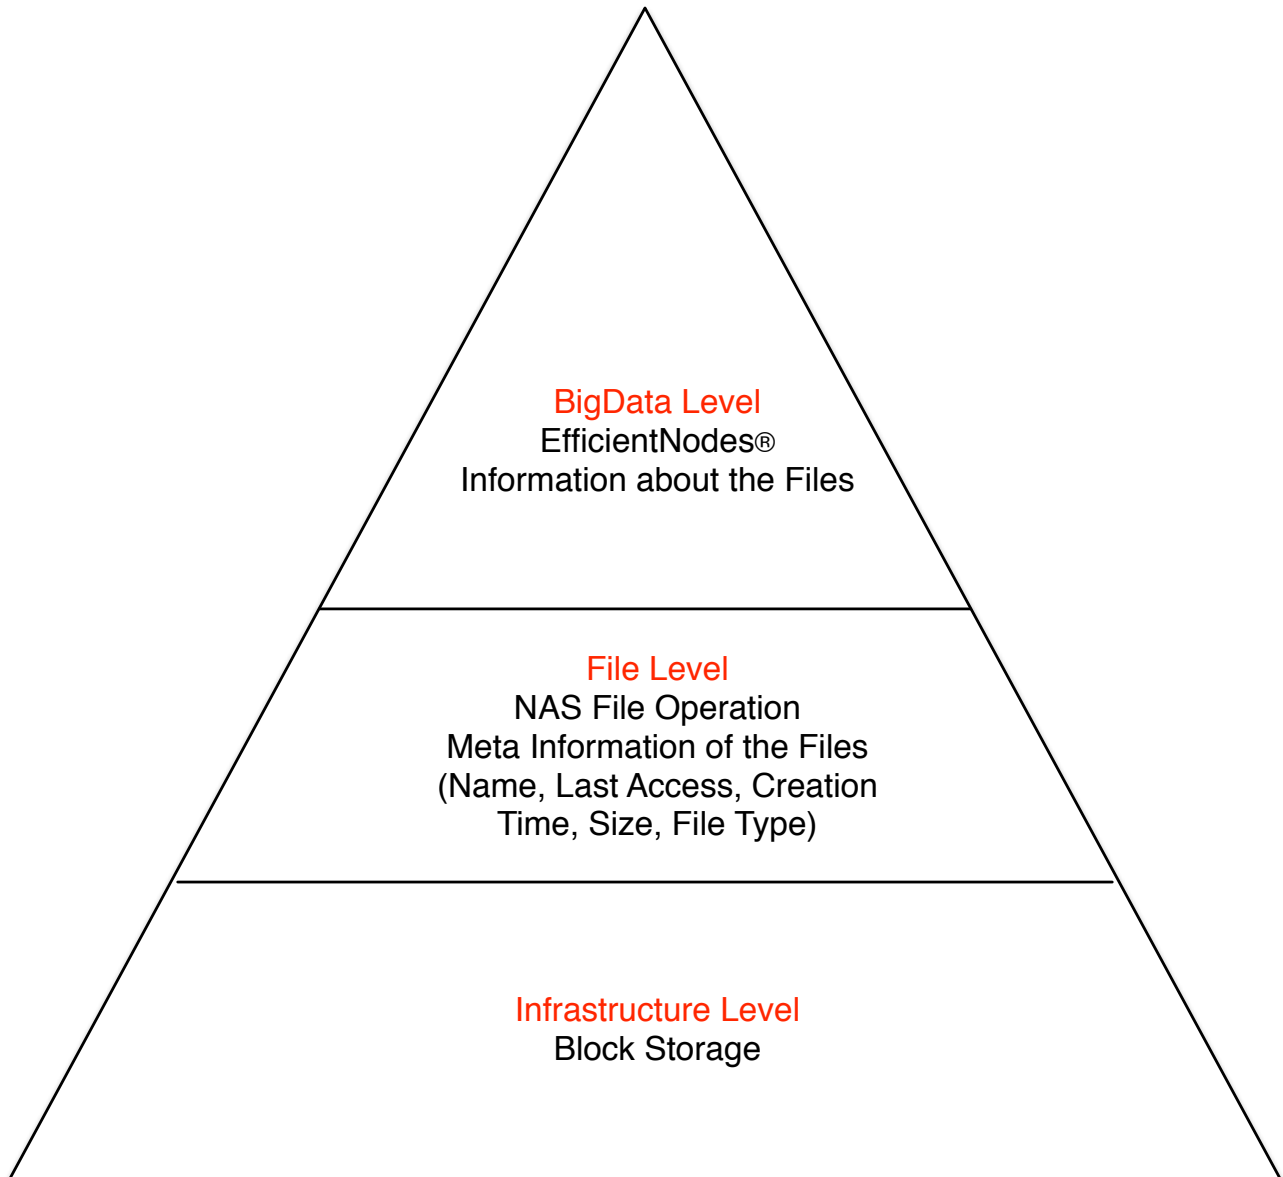 BigData Level
EfficientNodes®
Information about the Files
File Level
NAS File Operation
Meta Information of the Files
(Name, Last Access, Creation
Time, Size, File Type)
Infrastructure Level
Block Storage